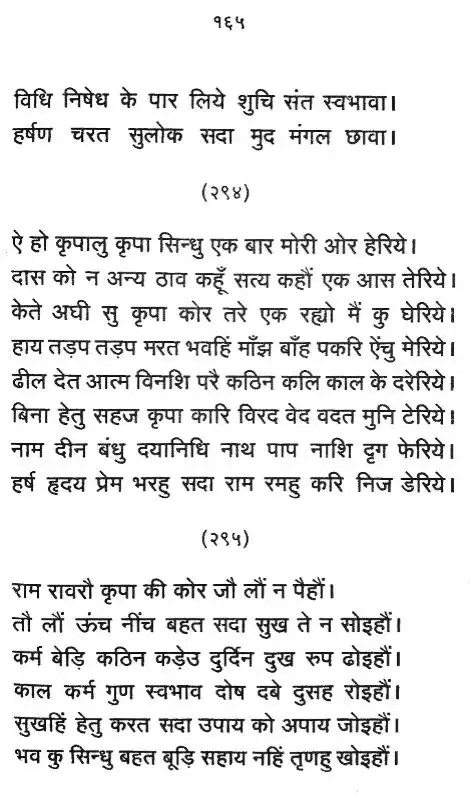 १६५
विधि निषेध के पार लिये शुचि संत स्वभावा।
हर्षण चरत सुलोक सदा मुद मंगल छावा।
(२९४)
ऐ हो कृपालु कृपा सिन्धु एक बार मोरी ओर हेरिये।
दास को न अन्य ठाव कहूँ सत्य कहौं एक आस तेरिये।
केते अघी सु कृपा कोर तरे एक रह्यो मैं कु घेरिये।
हाय तड़प तड़प मरत भवहिं माँझ बाँह पकरि ऐंचु मेरिये।
ढील देत आत्म विनशि परै कठिन कलि काल के दरेरिये।
बिना हेतु सहज कृपा कारि विरद वेद वदत मुनि टेरिये।
नाम दीन बंधु दयानिधि नाथ पाप नाशि दृग फेरिये।
हर्ष हृदय प्रेम भरहु सदा राम रमहु करि निज डेरिये।
(२९५)
राम रावरौ कृपा की कोर जौ लौं न पैहौं।
तौ लौं ऊंच नींच बहत सदा सुख ते न सोइहौं।
कर्म बेड़ि कठिन कड़ेउ दुर्दिन दुख रुप ढोइहौं।
काल कर्म गुण स्वभाव दोष दबे दुसह रोइहौं।
सुखहिं हेतु करत सदा उपाय को अपाय जोइहौं।
भव कु सिन्धु बहत बूड़ि सहाय नहिं तृणहु खोइहौं।